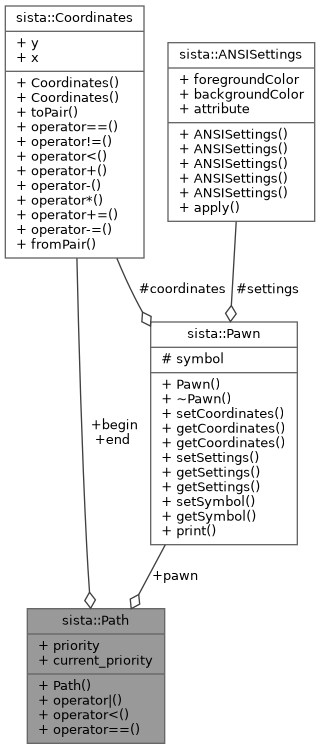 sista::Coordinates
+ y
+ x
+ Coordinates()
+ Coordinates()
+ toPair()
+ operator==()
+ operator!=()
+ operator<()
+ operator+()
+ operator-()
+ operator*()
+ operator+=()
+ operator-=()
+ fromPair()
sista::ANSISettings
+ foregroundColor
+ backgroundColor
+ attribute
+ ANSISettings()
+ ANSISettings()
+ ANSISettings()
+ ANSISettings()
+ ANSISettings()
+ apply()
#coordinates
#settings
sista::Pawn
# symbol
+ Pawn()
+ ~Pawn()
+ setCoordinates()
+ getCoordinates()
+ getCoordinates()
+ setSettings()
+ getSettings()
+ getSettings()
+ setSymbol()
+ getSymbol()
+ print()
+begin
+end
+pawn
sista::Path
+ priority
+ current_priority
+ Path()
+ operator|()
+ operator<()
+ operator==()